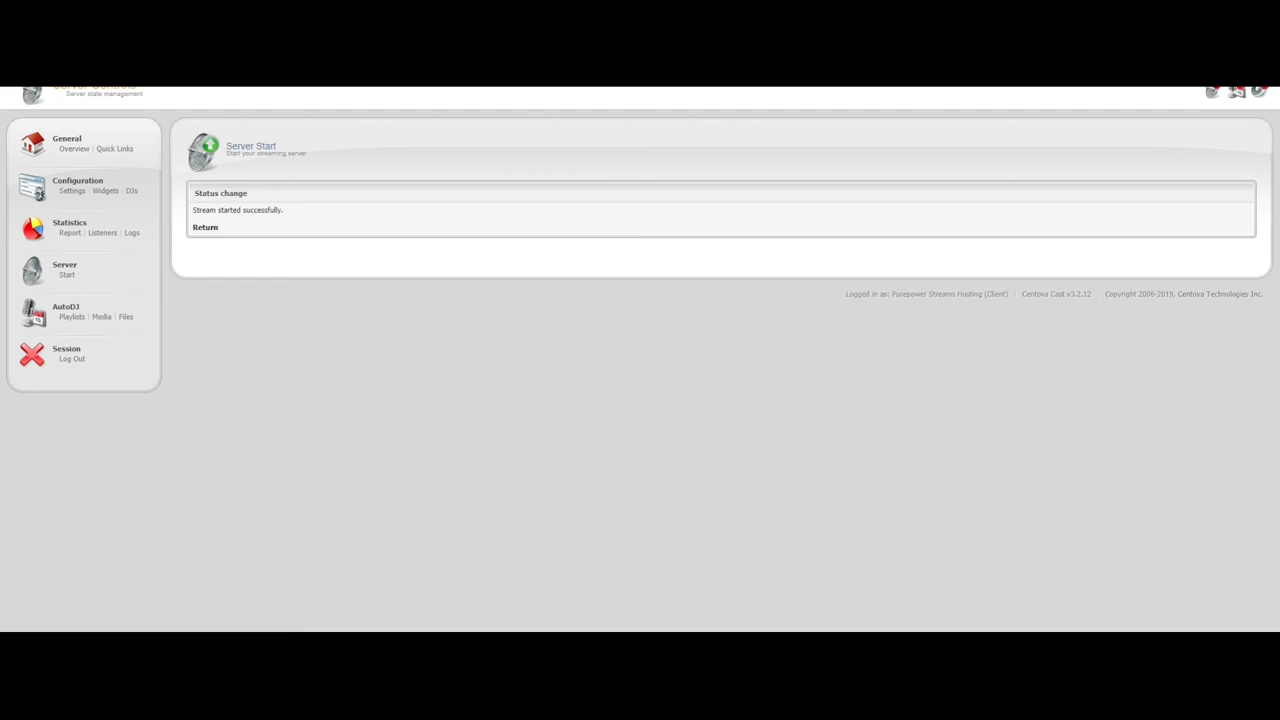 Server Controls
Server state management
General
Overview | Quick Links
Configuration
Settings | Widgets | DJs
Statistics
Report | Listeners | Logs
Server
Start
AutoDJ
Playlists | Media | Files
Session
Log Out
Server Start
Start your streaming server
Status change
Stream started successfully.
Return
Logged in as: Purepower Streams Hosting (Client) | Centova Cast v3.2.12 | Copyright 2006-2019, Centova Technologies Inc.